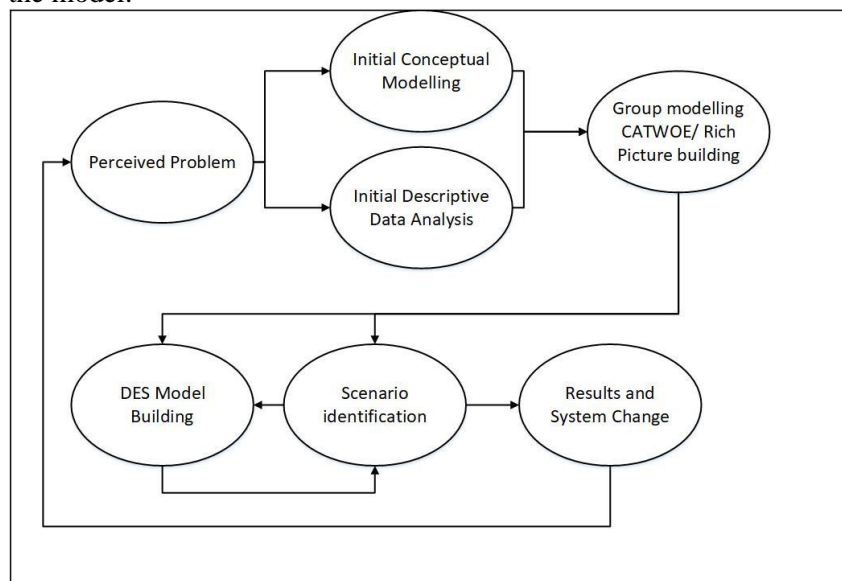 the model.
Initial Conceptual
Modelling
Group modelling
CATWOE/ Rich
Picture building
Perceived Problem
Initial Descriptive
Data Analysis
DES Model
Building
Scenario
identification
Results and
System Change